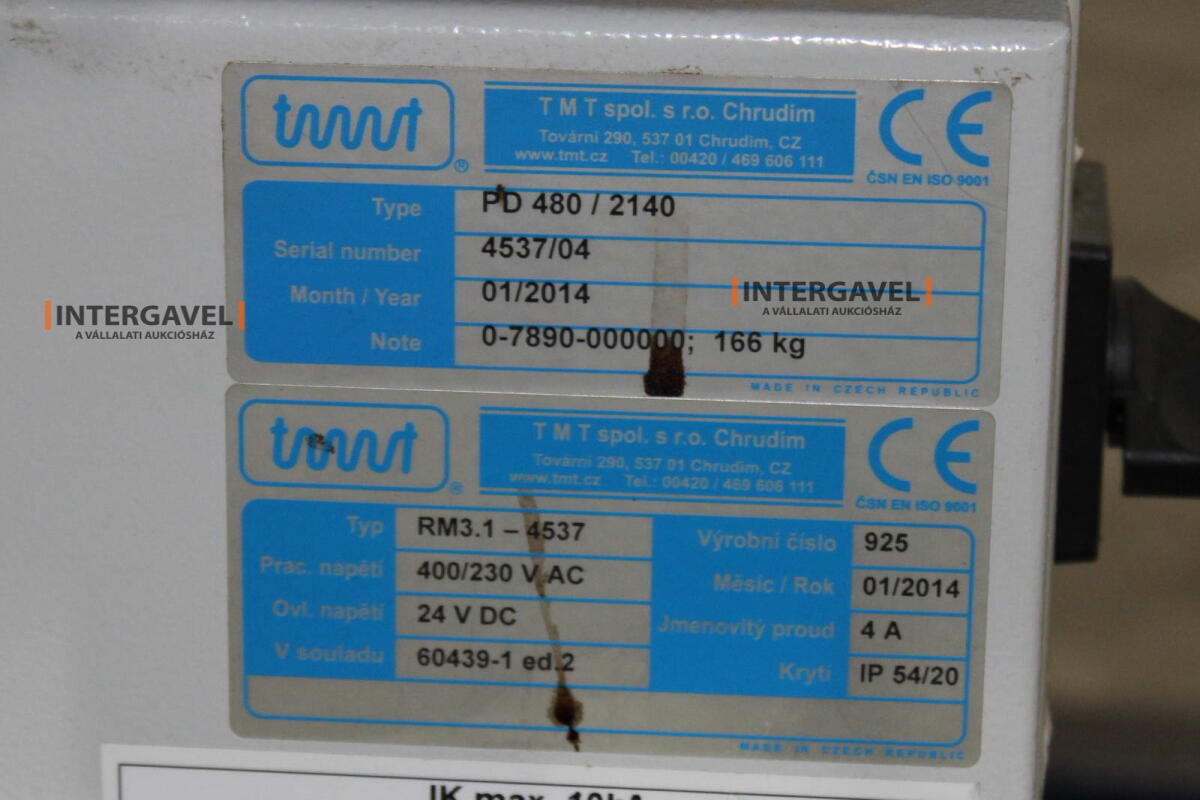 tmt ®
T M T spol. s r.o. Chrudim
Tovární 290, 537 01 Chrudim, CZ
www.tmt.cz Tel.: 00420 / 469 606 111
CE
ČSN EN ISO 9001
Type PD 480 / 2140
Serial number 4537/04
Month / Year 01/2014
Note 0-7890-000000; 166 kg
MADE IN CZECH REPUBLIC
INTERGAVEL
A VÁLLALATI AUKCIÓSHÁZ
INTERGAVEL
A VÁLLALATI AUKCIÓSHÁZ
tmt ®
T M T spol. s r.o. Chrudim
Tovární 290, 537 01 Chrudim, CZ
www.tmt.cz Tel.: 00420 / 469 606 111
CE
ČSN EN ISO 9001
Typ RM3.1 – 4537 Výrobní číslo 925
Prac. napětí 400/230 V AC Měsíc / Rok 01/2014
Ovl. napětí 24 V DC Jmenovitý proud 4 A
V souladu 60439-1 ed.2 Krytí IP 54/20
MADE IN CZECH REPUBLIC
IK max. 10kA